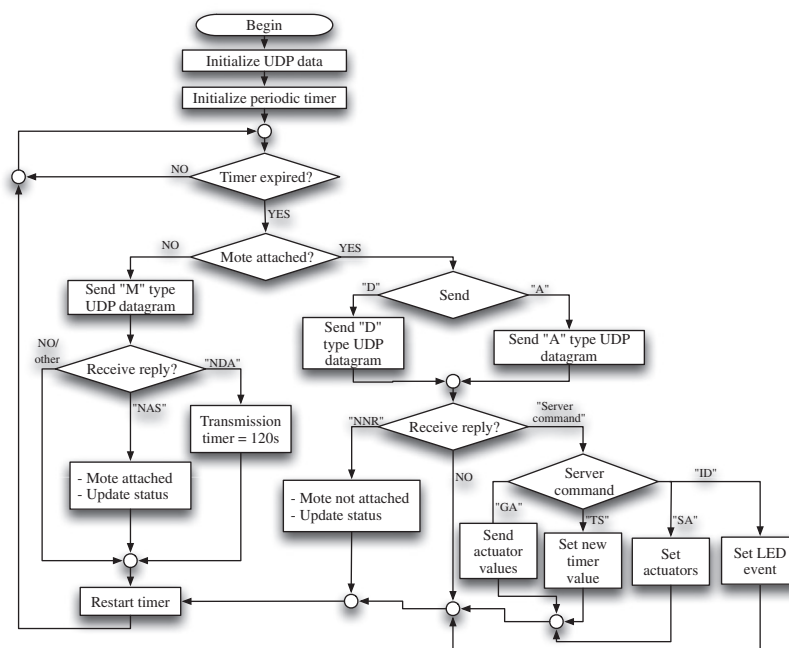 Begin
Initialize UDP data
Initialize periodic timer
NO
Timer expired?
YES
NO
Mote attached?
YES
Send "M" type
UDP datagram
"D"
Send
"A"
Send "D"
type UDP
datagram
Send "A" type UDP
datagram
NO/
other
Receive reply?
"NDA"
"NAS"
Transmission
timer = 120s
- Mote attached
- Update status
"NNR"
Receive reply?
"Server
command"
NO
- Mote not attached
- Update status
Server
command
"ID"
"GA"
"TS"
"SA"
Send
actuator
values
Set new
timer
value
Set
actuators
Set LED
event
Restart timer